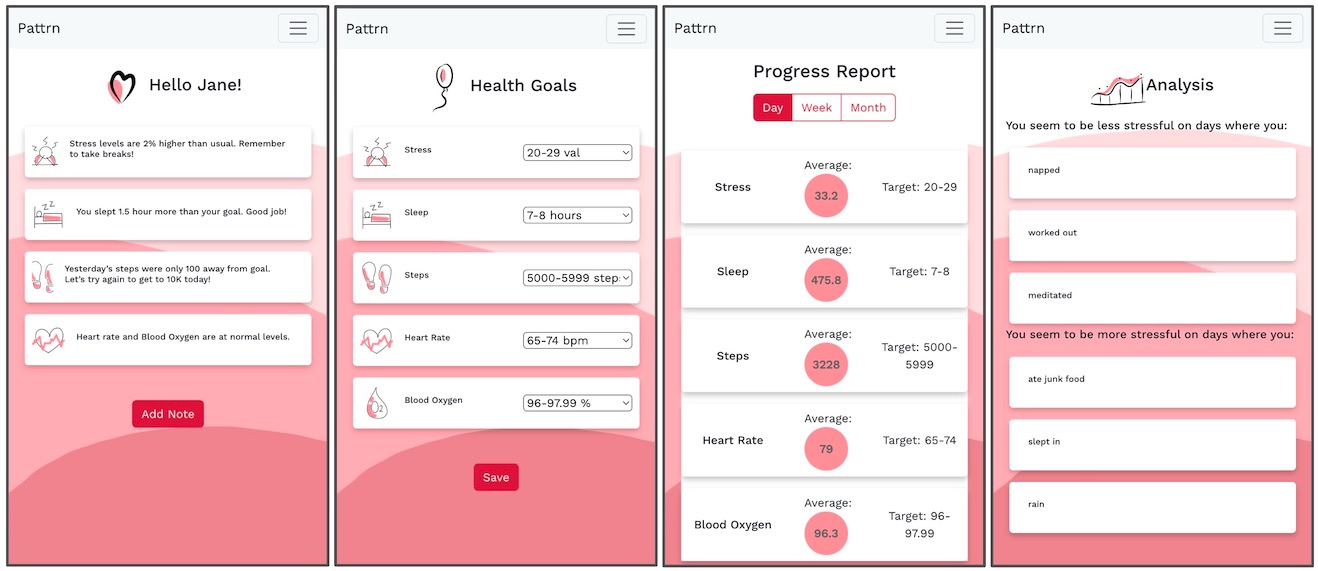 Pattrn
Hello Jane!
Stress levels are 2% higher than usual. Remember
to take breaks!
You slept 1.5 hour more than your goal. Good job!
Yesterday's steps were only 100 away from goal.
Let's try again to get to 10K today!
Heart rate and Blood Oxygen are at normal levels.
Add Note
Pattrn
Health Goals
Stress
20-29 val
Sleep
7-8 hours
Steps
5000-5999 step
Heart Rate
65-74 bpm
O2
Blood Oxygen
96-97.99 %
Save
Pattrn
Progress Report
Day Week Month
Stress
Average:
33.2
Target: 20-29
Sleep
Average:
475.8
Target: 7-8
Steps
Average:
3228
Target: 5000-
5999
Heart Rate
Average:
79
Target: 65-74
Blood Oxygen
Average:
96.3
Target: 96-
97.99
Pattrn
Analysis
You seem to be less stressful on days where you:
napped
worked out
meditated
You seem to be more stressful on days where you:
ate junk food
slept in
rain